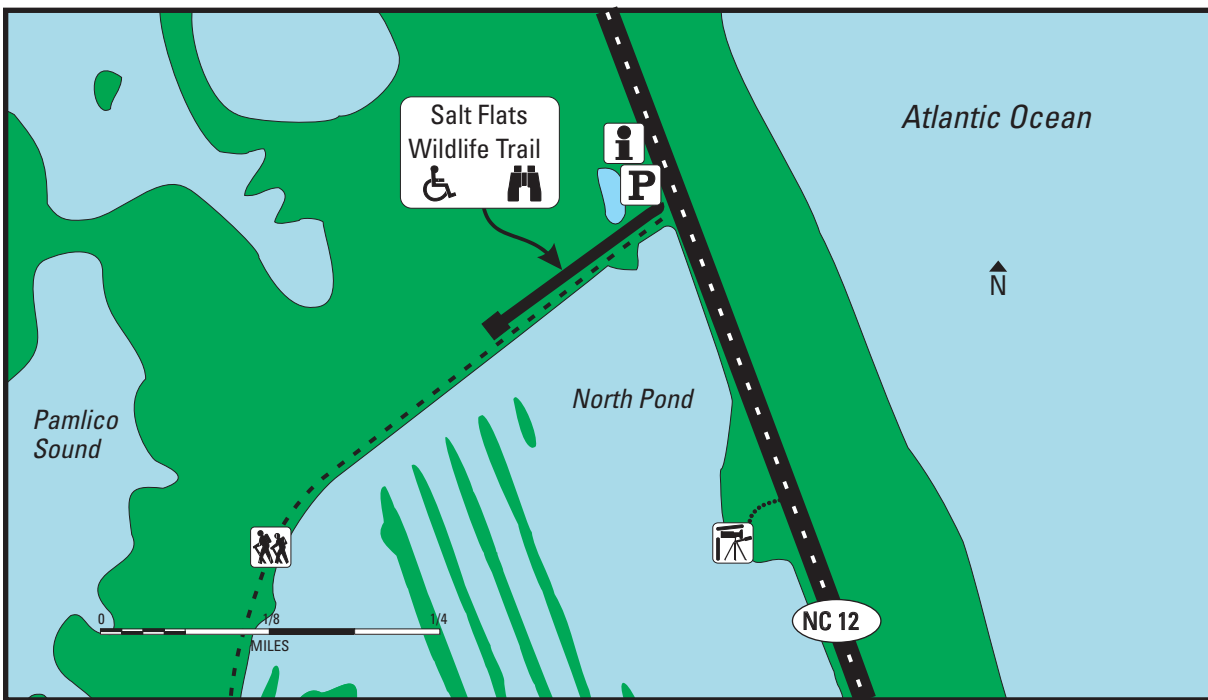 Salt Flats
Wildlife Trail
i
P
Atlantic Ocean
N
North Pond
Pamlico
Sound
0 1/8 1/4
MILES
NC 12